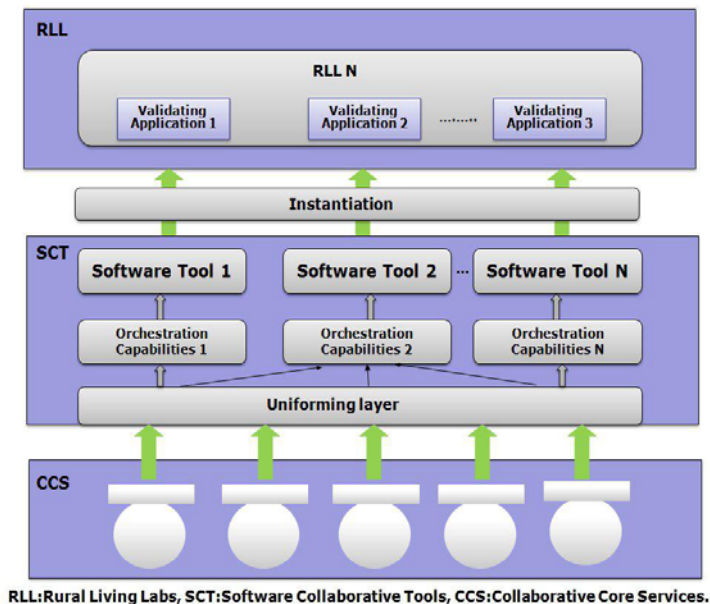 RLL
RLL N
Validating
Application 1
Validating
Application 2
.........
Validating
Application 3
Instantiation
SCT
Software Tool 1
Software Tool 2
...
Software Tool N
Orchestration
Capabilities 1
Orchestration
Capabilities 2
Orchestration
Capabilities N
Uniforming layer
CCS
RLL:Rural Living Labs, SCT:Software Collaborative Tools, CCS:Collaborative Core Services.